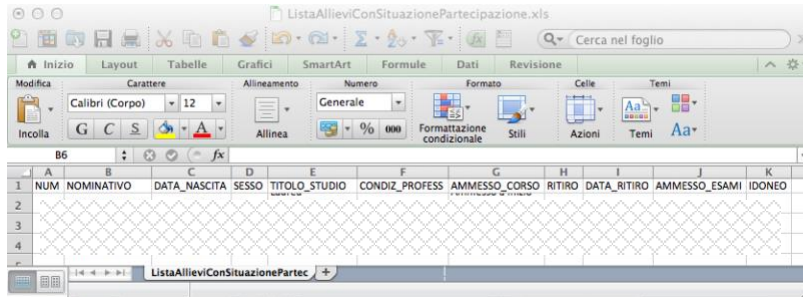 ListaAllieviConSituazionePartecipazione.xls
Cerca nel foglio
Inizio Layout Tabelle Grafici SmartArt Formule Dati Revisione
Modifica Carattere Allineamento Numero Formato Celle Temi
Calibri (Corpo) 12 Generale
Incolla G C S A Allinea % 000 Formattazione condizionale Stili Azioni Aa Temi Aa
B6 fx
A B C D E F G H I J K
1 NUM NOMINATIVO DATA_NASCITA SESSO TITOLO_STUDIO CONDIZ_PROFESS AMMESSO_CORSO RITIRO DATA_RITIRO AMMESSO_ESAMI IDONEO
2
3
4
ListaAllieviConSituazionePartec